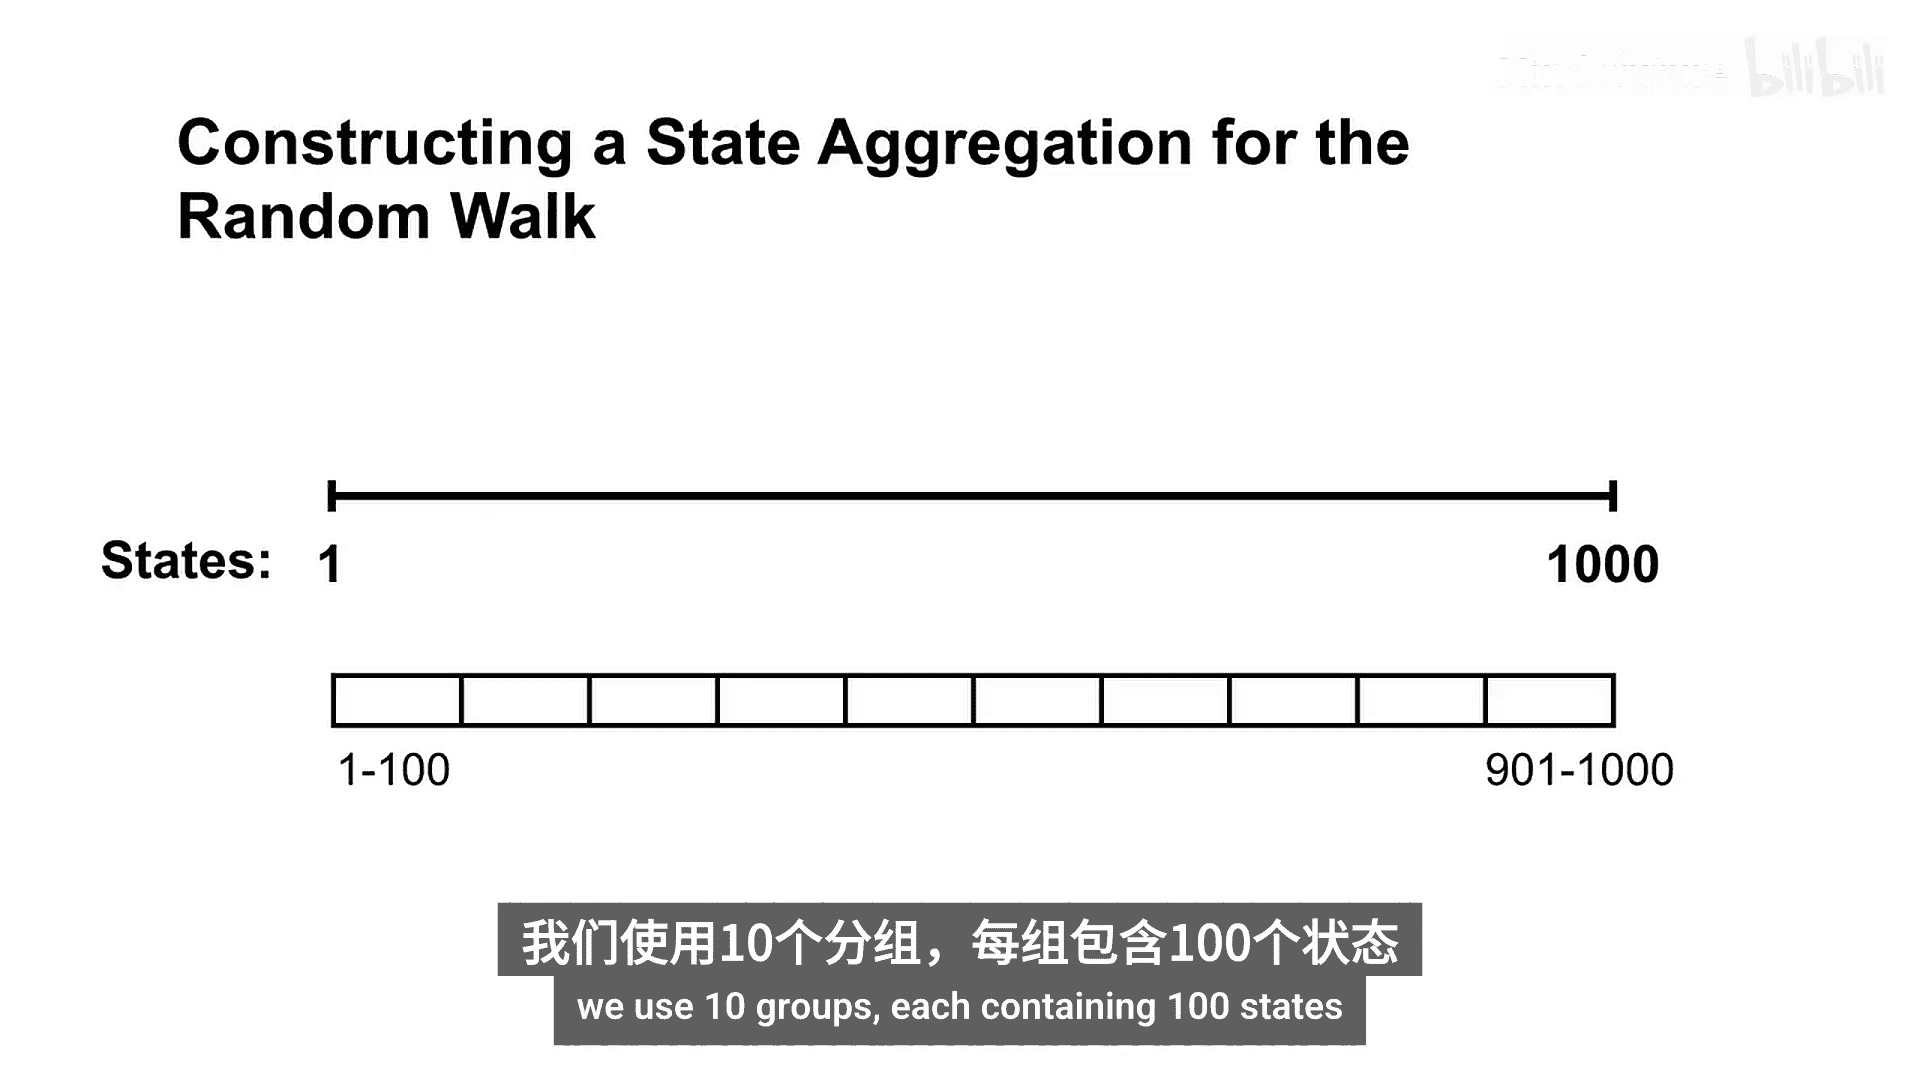 bilibili
Constructing a State Aggregation for the
Random Walk
States: 1 1000
1-100 901-1000
我们使用10个分组，每组包含100个状态
we use 10 groups, each containing 100 states